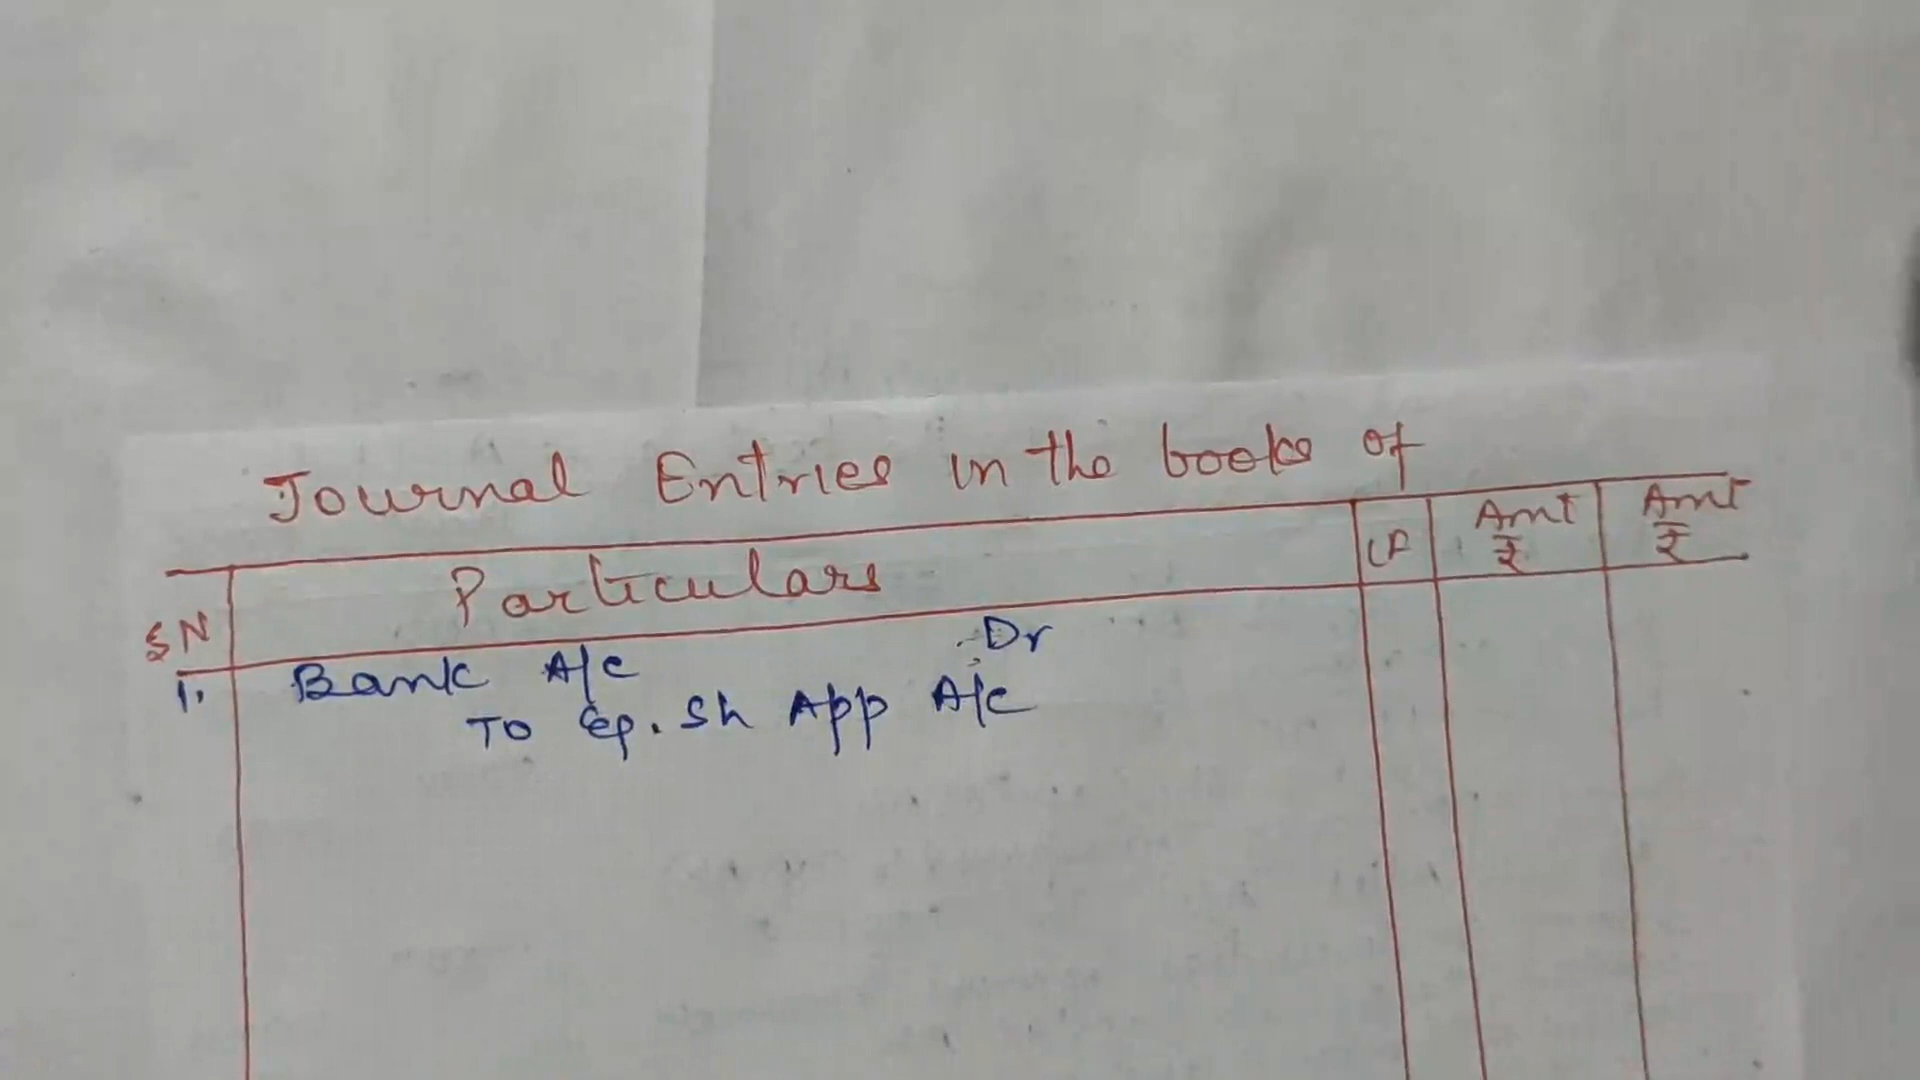 Journal Entries in the books of
SN Particulars LF Amt ₹ Amt ₹
1. Bank A/c Dr
To Eq. Sh App A/c